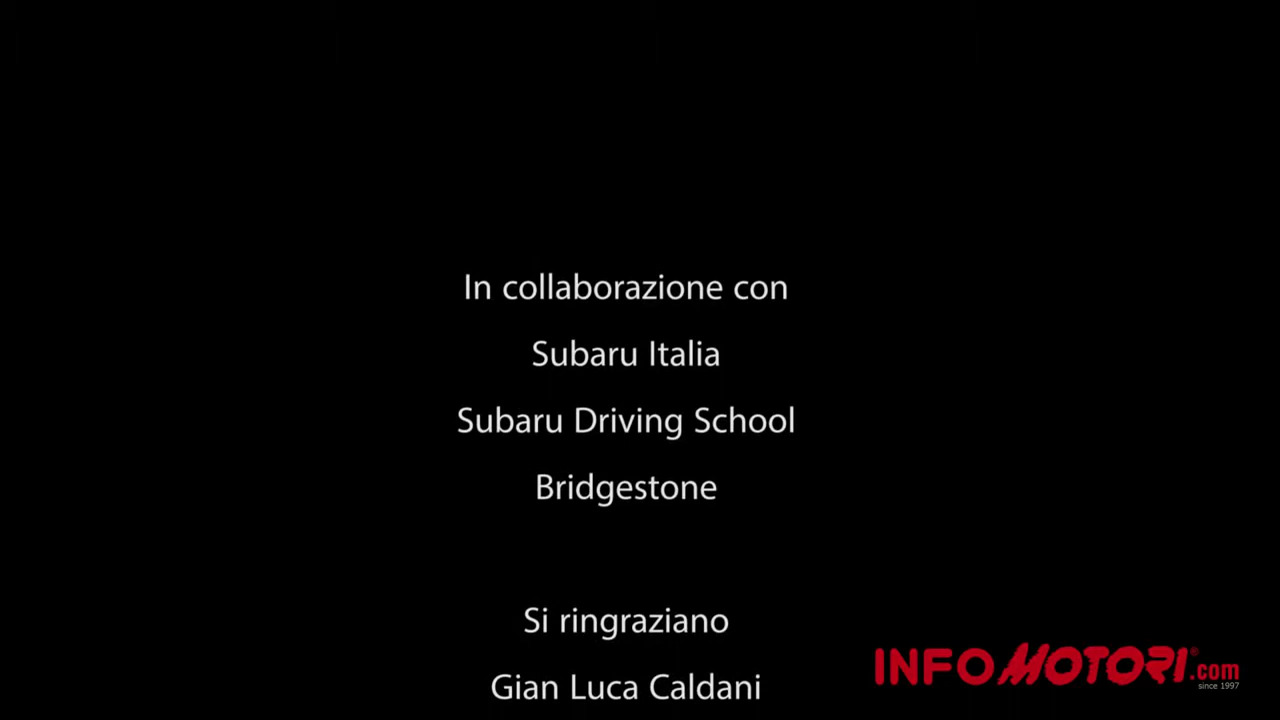 In collaborazione con
Subaru Italia
Subaru Driving School
Bridgestone
Si ringraziano
Gian Luca Caldani
INFOMOTORI®.com
since 1997